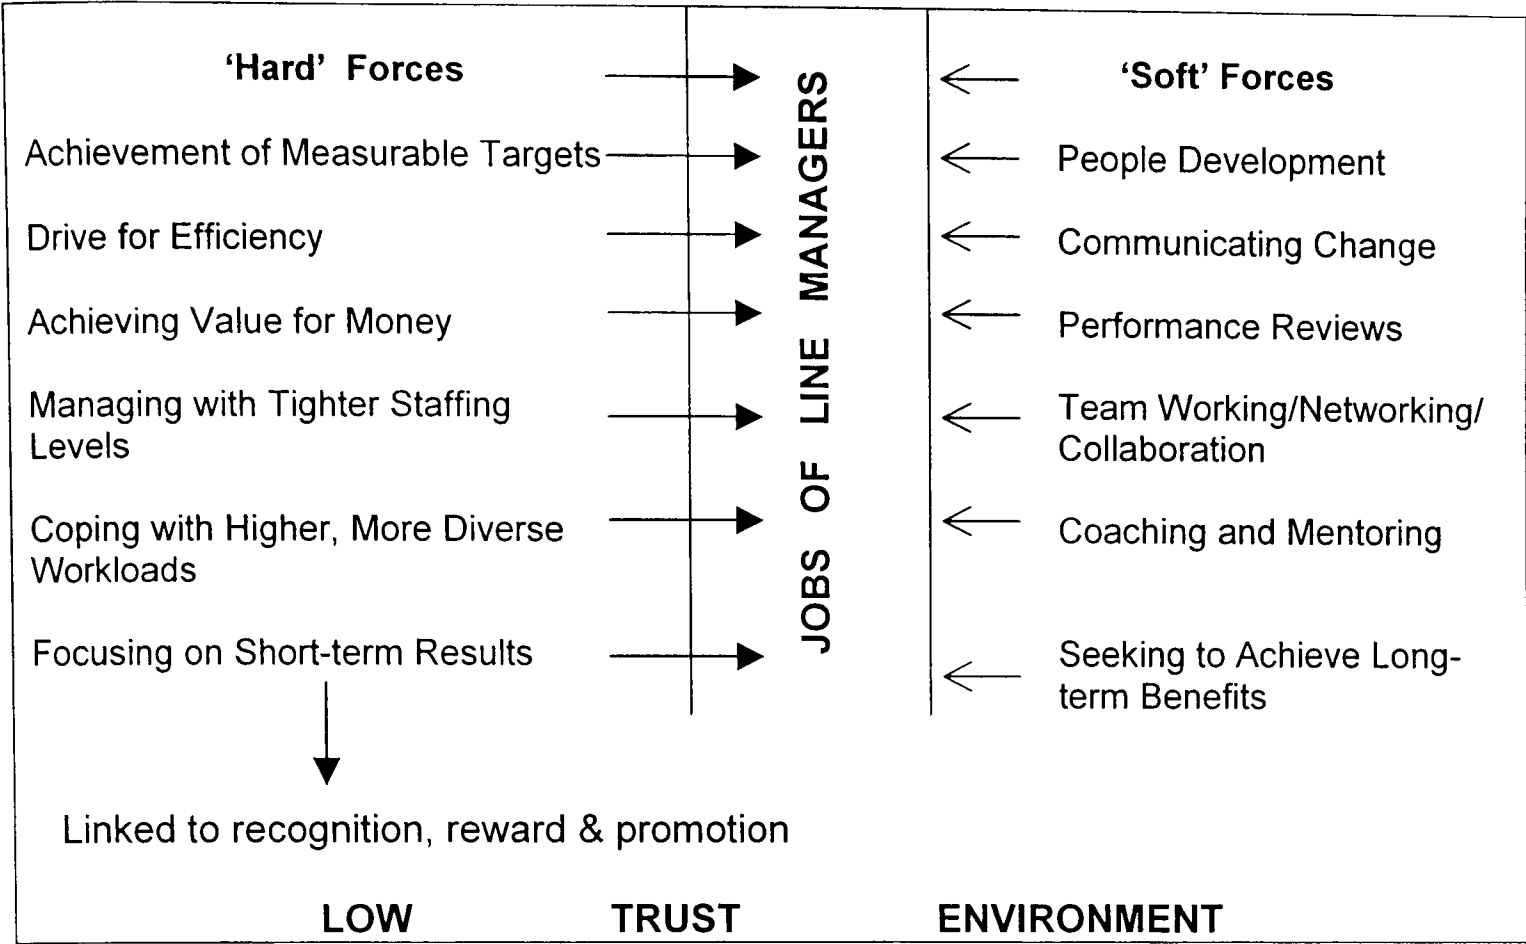 ‘Hard’ Forces
Achievement of Measurable Targets
Drive for Efficiency
Achieving Value for Money
Managing with Tighter Staffing
Levels
Coping with Higher, More Diverse
Workloads
Focusing on Short-term Results
Linked to recognition, reward & promotion
JOBS OF LINE MANAGERS
‘Soft’ Forces
People Development
Communicating Change
Performance Reviews
Team Working/Networking/
Collaboration
Coaching and Mentoring
Seeking to Achieve Long-
term Benefits
LOW TRUST ENVIRONMENT